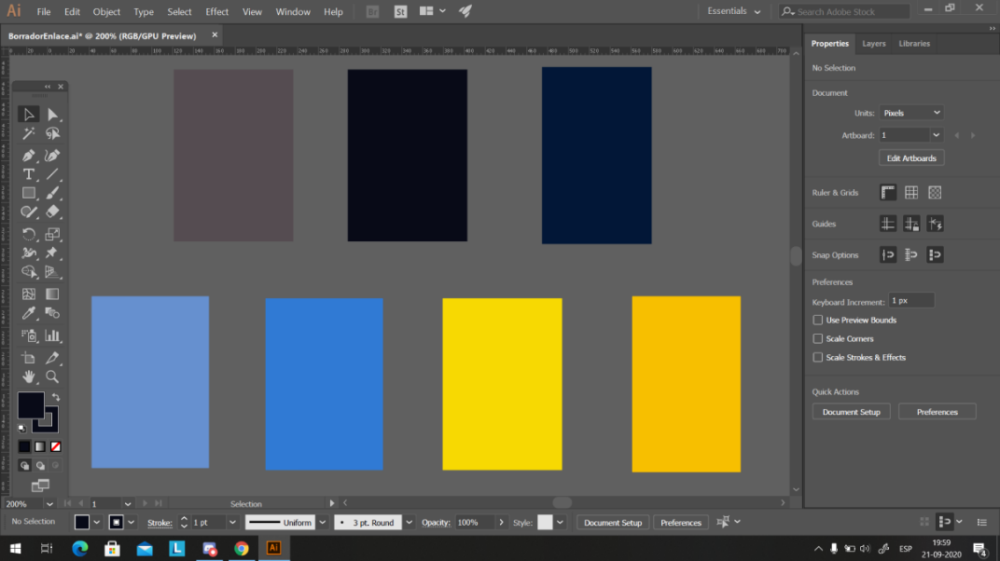 Ai File Edit Object Type Select Effect View Window Help Br St Essentials Search Adobe Stock
BorradorEnlace.ai* @ 200% (RGB/GPU Preview)
Properties Layers Libraries
No Selection
Document
Units: Pixels
Artboard: 1
Edit Artboards
Ruler & Grids
Guides
Snap Options
Preferences
Keyboard Increment: 1 px
Use Preview Bounds
Scale Corners
Scale Strokes & Effects
Quick Actions
Document Setup Preferences
200% 1 Selection
No Selection Stroke: 1 pt Uniform 3 pt. Round Opacity: 100% Style: Document Setup Preferences
L Ai ESP 19:59
21-09-2020 4